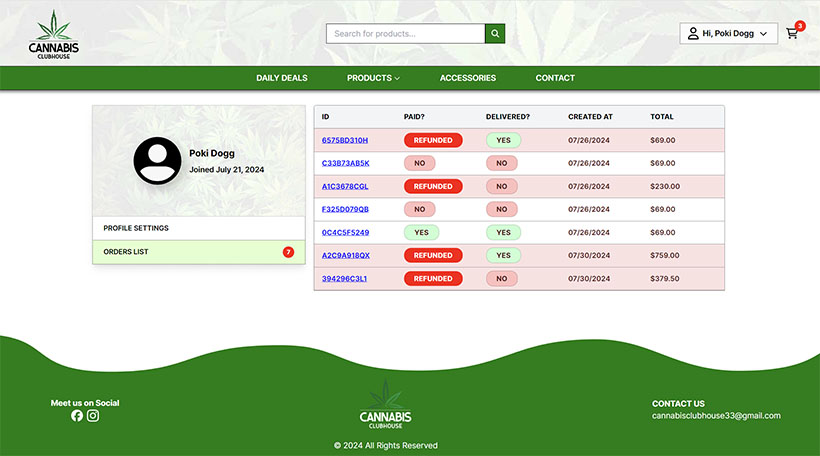 CANNABIS
CLUBHOUSE
Search for products...
Hi, Poki Dogg
3
DAILY DEALS PRODUCTS ACCESSORIES CONTACT
Poki Dogg
Joined July 21, 2024
PROFILE SETTINGS
ORDERS LIST 7
ID PAID? DELIVERED? CREATED AT TOTAL
6575BD310H REFUNDED YES 07/26/2024 $69.00
C33B73AB5K NO NO 07/26/2024 $69.00
A1C3678CGL REFUNDED NO 07/26/2024 $230.00
F325D079QB NO NO 07/26/2024 $69.00
0C4C5F5249 YES YES 07/26/2024 $69.00
A2C9A918QX REFUNDED YES 07/30/2024 $759.00
394296C3L1 REFUNDED NO 07/30/2024 $379.50
Meet us on Social
CANNABIS
CLUBHOUSE
CONTACT US
cannabisclubhouse33@gmail.com
© 2024 All Rights Reserved